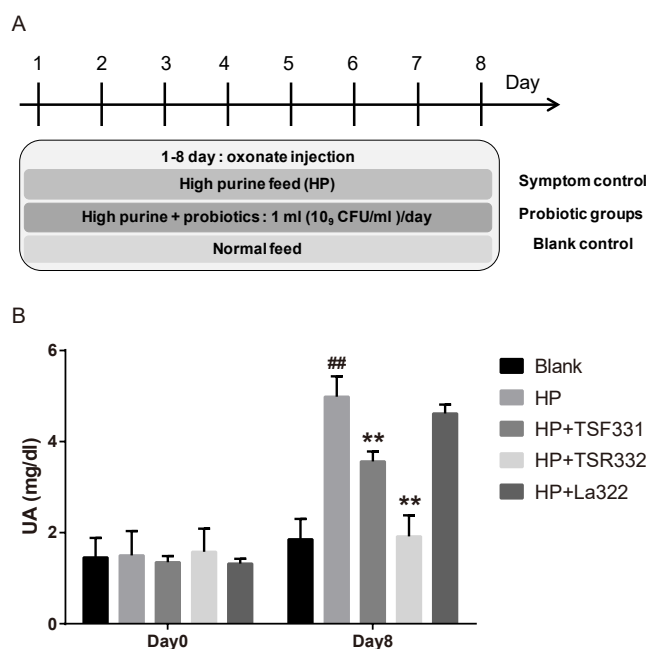 A
1 2 3 4 5 6 7 8 Day
1-8 day : oxonate injection
High purine feed (HP) Symptom control
High purine + probiotics : 1 ml (10₉ CFU/ml )/day Probiotic groups
Normal feed Blank control
B
6
4
2
0
UA (mg/dl)
##
**
**
Day0 Day8
Blank
HP
HP+TSF331
HP+TSR332
HP+La322